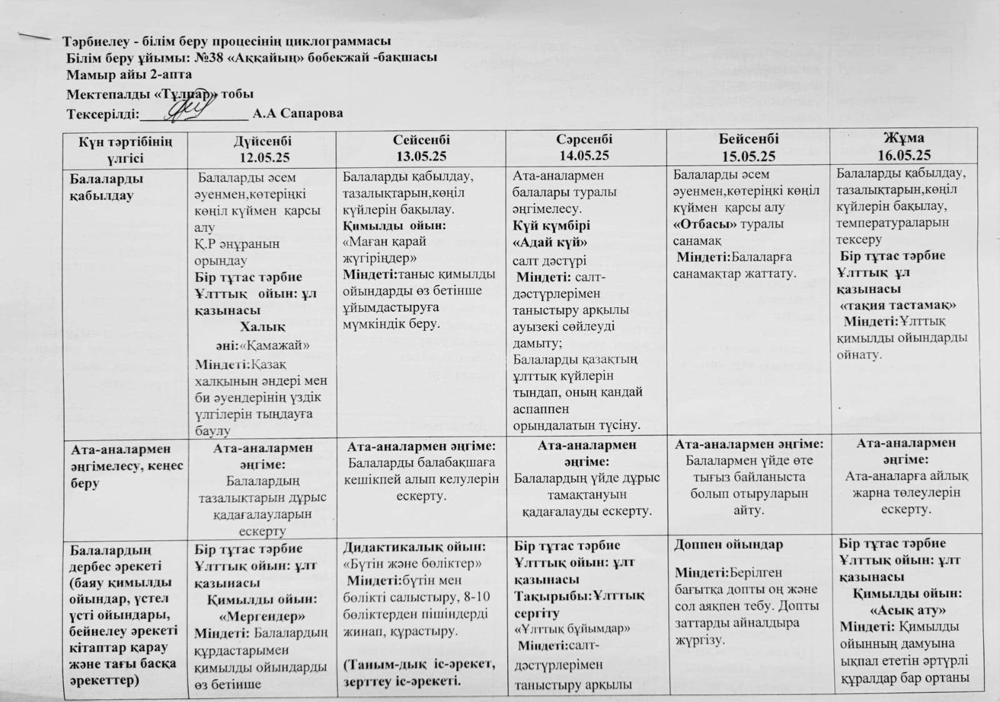 Тәрбиелеу - білім беру процесінің циклограммасы
Білім беру ұйымы: №38 «Аққайың» бөбекжай -бақшасы
Мамыр айы 2-апта
Мектепалды «Тұлпар» тобы
Тексерілді:________________ А.А Сапарова
Күн тәртібінің
үлгісі
Дүйсенбі
12.05.25
Сейсенбі
13.05.25
Сәрсенбі
14.05.25
Бейсенбі
15.05.25
Жұма
16.05.25
Балаларды
қабылдау
Балаларды әсем
әуенмен,көтеріңкі
көңіл күймен қарсы
алу
Қ.Р әнұранын
орындау
Бір тұтас тәрбие
Ұлттық ойын: ұл
қазынасы
Халық
әні:«Қамажай»
Міндеті:Қазақ
халқының әндері мен
би әуендерінің үздік
үлгілерін тыңдауға
баулу
Балаларды қабылдау,
тазалықтарын,көңіл
күйлерін бақылау.
Қимылды ойын:
«Маған қарай
жүгіріңдер»
Міндеті:таныс қимылды
ойындарды өз бетінше
ұйымдастыруға
мүмкіндік беру.
Ата-аналармен
балалары туралы
әңгімелесу.
Күй күмбірі
«Адай күй»
салт дәстүрі
Міндеті: салт-
дәстүрлерімен
таныстыру арқылы
ауызекі сөйлеуді
дамыту;
Балаларды қазақтың
ұлттық күйлерін
тындап, оның қандай
аспаппен
орындалатын түсіну.
Балаларды әсем
әуенмен,көтеріңкі көңіл
күймен қарсы алу
«Отбасы» туралы
санамақ
Міндеті:Балаларға
санамақтар жаттату.
Балаларды қабылдау,
тазалықтарын,көңіл
күйлерін бақылау,
температураларын
тексеру
Бір тұтас тәрбие
Ұлттық ұл
қазынасы
«тақия тастамақ»
Міндеті:Ұлттық
қимылды ойындарды
ойнату.
Ата-аналармен
әңгімелесу, кеңес
беру
Ата-аналармен
әңгіме:
Балалардың
тазалықтарын дұрыс
қадағалауларын
ескерту
Ата-аналармен әңгіме:
Балаларды балабақшаға
кешікпей алып келулерін
ескерту.
Ата-аналармен
әңгіме:
Балалардың үйде дұрыс
тамақтануын
қадағалауды ескерту.
Ата-аналармен әңгіме:
Балалармен үйде өте
тығыз байланыста
болып отыруларын
айту.
Ата-аналармен
әңгіме:
Ата-аналарға айлық
жарна төлеулерін
ескерту.
Балалардың
дербес әрекеті
(баяу қимылды
ойындар, үстел
үсті ойындары,
бейнелеу әрекеті
кітаптар қарау
және тағы басқа
әрекеттер)
Бір тұтас тәрбие
Ұлттық ойын: ұлт
қазынасы
Қимылды ойын:
«Мергендер»
Міндеті: Балалардың
құрдастарымен
қимылды ойындарды
өз бетінше
Дидактикалық ойын:
«Бүтін және бөліктер»
Міндеті:бүтін мен
бөлікті салыстыру, 8-10
бөліктерден пішіндерді
жинап, құрастыру.
(Таным-дық іс-әрекет,
зерттеу іс-әрекеті.
Бір тұтас тәрбие
Ұлттық ойын: ұлт
қазынасы
Тақырыбы:Ұлттық
сергіту
«Ұлттық бұйымдар»
Міндеті:салт-
дәстүрлерімен
таныстыру арқылы
Доппен ойындар
Міндеті:Берілген
бағытқа допты оң және
сол аяқпен тебу. Допты
заттарды айналдыра
жүргізу.
Бір тұтас тәрбие
Ұлттық ойын: ұлт
қазынасы
Қимылды ойын:
«Асық ату»
Міндеті: Қимылды
ойынның дамуына
ықпал ететін әртүрлі
құралдар бар ортаны